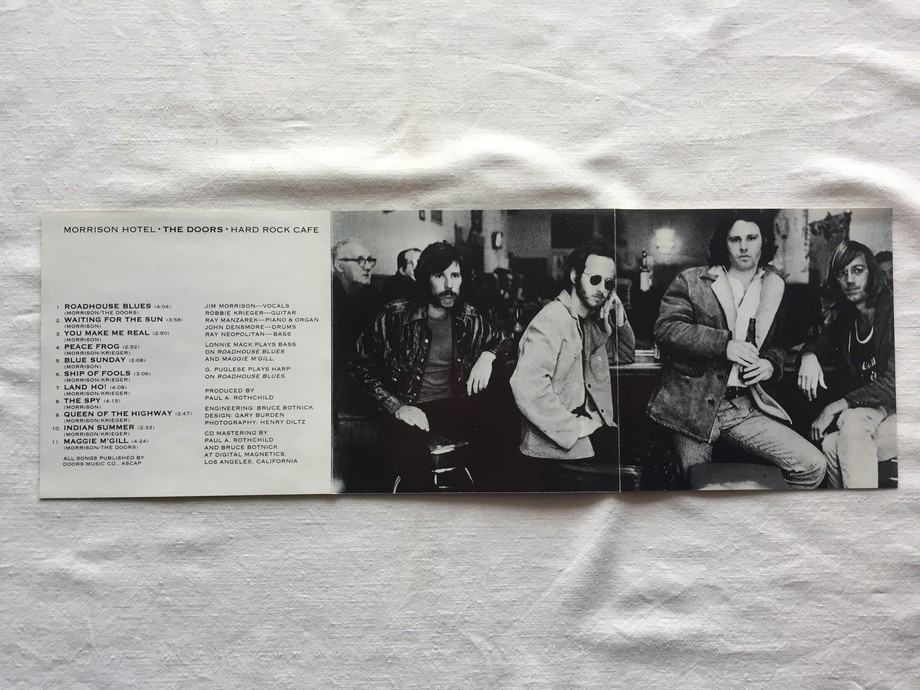 MORRISON HOTEL • THE DOORS • HARD ROCK CAFE
1. ROADHOUSE BLUES (4:04)
(MORRISON/THE DOORS)
2. WAITING FOR THE SUN (3:58)
(MORRISON)
3. YOU MAKE ME REAL (2:50)
(MORRISON)
4. PEACE FROG (2:52)
(MORRISON/KRIEGER)
5. BLUE SUNDAY (2:08)
(MORRISON)
6. SHIP OF FOOLS (3:06)
(MORRISON/KRIEGER)
7. LAND HO! (4:08)
(MORRISON/KRIEGER)
8. THE SPY (4:15)
(MORRISON)
9. QUEEN OF THE HIGHWAY (2:47)
(MORRISON/KRIEGER)
10. INDIAN SUMMER (2:33)
(MORRISON/KRIEGER)
11. MAGGIE M'GILL (4:24)
(MORRISON/THE DOORS)
ALL SONGS PUBLISHED BY
DOORS MUSIC CO., ASCAP
JIM MORRISON—VOCALS
ROBBIE KRIEGER—GUITAR
RAY MANZAREK—PIANO & ORGAN
JOHN DENSMORE—DRUMS
RAY NEOPOLITAN—BASS
LONNIE MACK PLAYS BASS
ON ROADHOUSE BLUES
AND MAGGIE M'GILL.
G. PUGLESE PLAYS HARP
ON ROADHOUSE BLUES.
PRODUCED BY
PAUL A. ROTHCHILD
ENGINEERING: BRUCE BOTNICK
DESIGN: GARY BURDEN
PHOTOGRAPHY: HENRY DILTZ
CD MASTERING BY
PAUL A. ROTHCHILD
AND BRUCE BOTNICK
AT DIGITAL MAGNETICS,
LOS ANGELES, CALIFORNIA